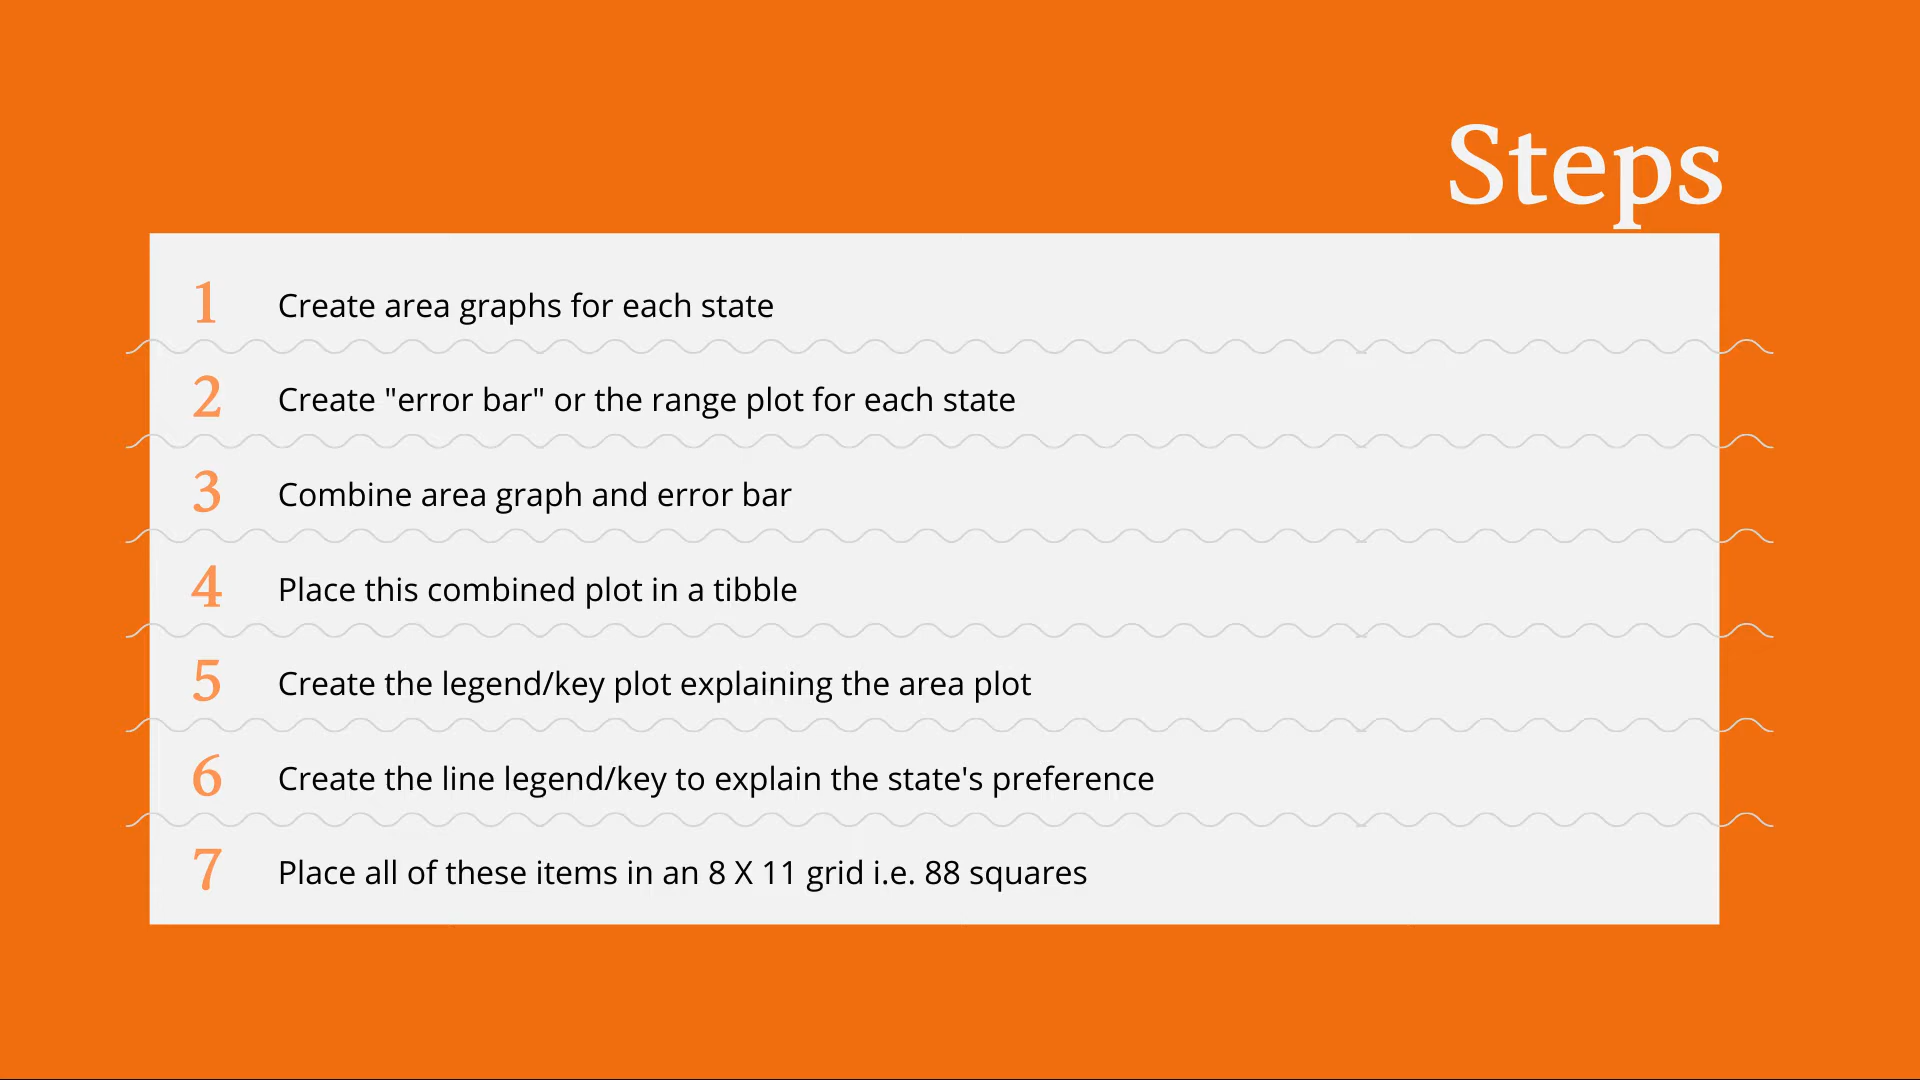 Steps
1 Create area graphs for each state
2 Create "error bar" or the range plot for each state
3 Combine area graph and error bar
4 Place this combined plot in a tibble
5 Create the legend/key plot explaining the area plot
6 Create the line legend/key to explain the state's preference
7 Place all of these items in an 8 X 11 grid i.e. 88 squares